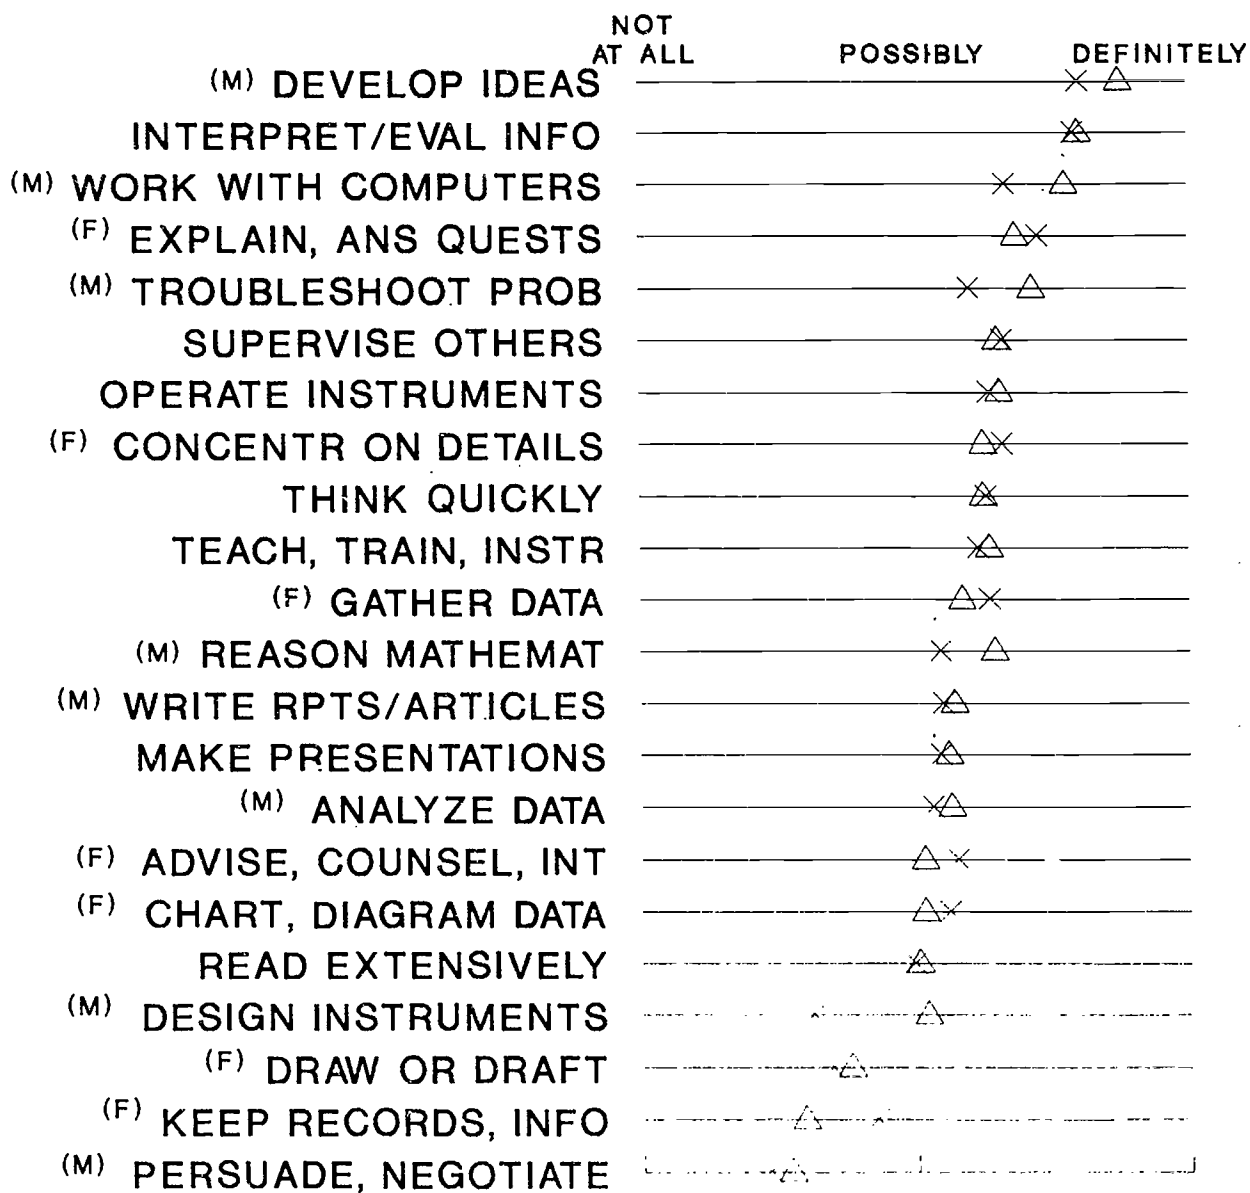 NOT
AT ALL POSSIBLY DEFINITELY
(M) DEVELOP IDEAS
INTERPRET/EVAL INFO
(M) WORK WITH COMPUTERS
(F) EXPLAIN, ANS QUESTS
(M) TROUBLESHOOT PROB
SUPERVISE OTHERS
OPERATE INSTRUMENTS
(F) CONCENTR ON DETAILS
THINK QUICKLY
TEACH, TRAIN, INSTR
(F) GATHER DATA
(M) REASON MATHEMAT
(M) WRITE RPTS/ARTICLES
MAKE PRESENTATIONS
(M) ANALYZE DATA
(F) ADVISE, COUNSEL, INT
(F) CHART, DIAGRAM DATA
READ EXTENSIVELY
(M) DESIGN INSTRUMENTS
(F) DRAW OR DRAFT
(F) KEEP RECORDS, INFO
(M) PERSUADE, NEGOTIATE